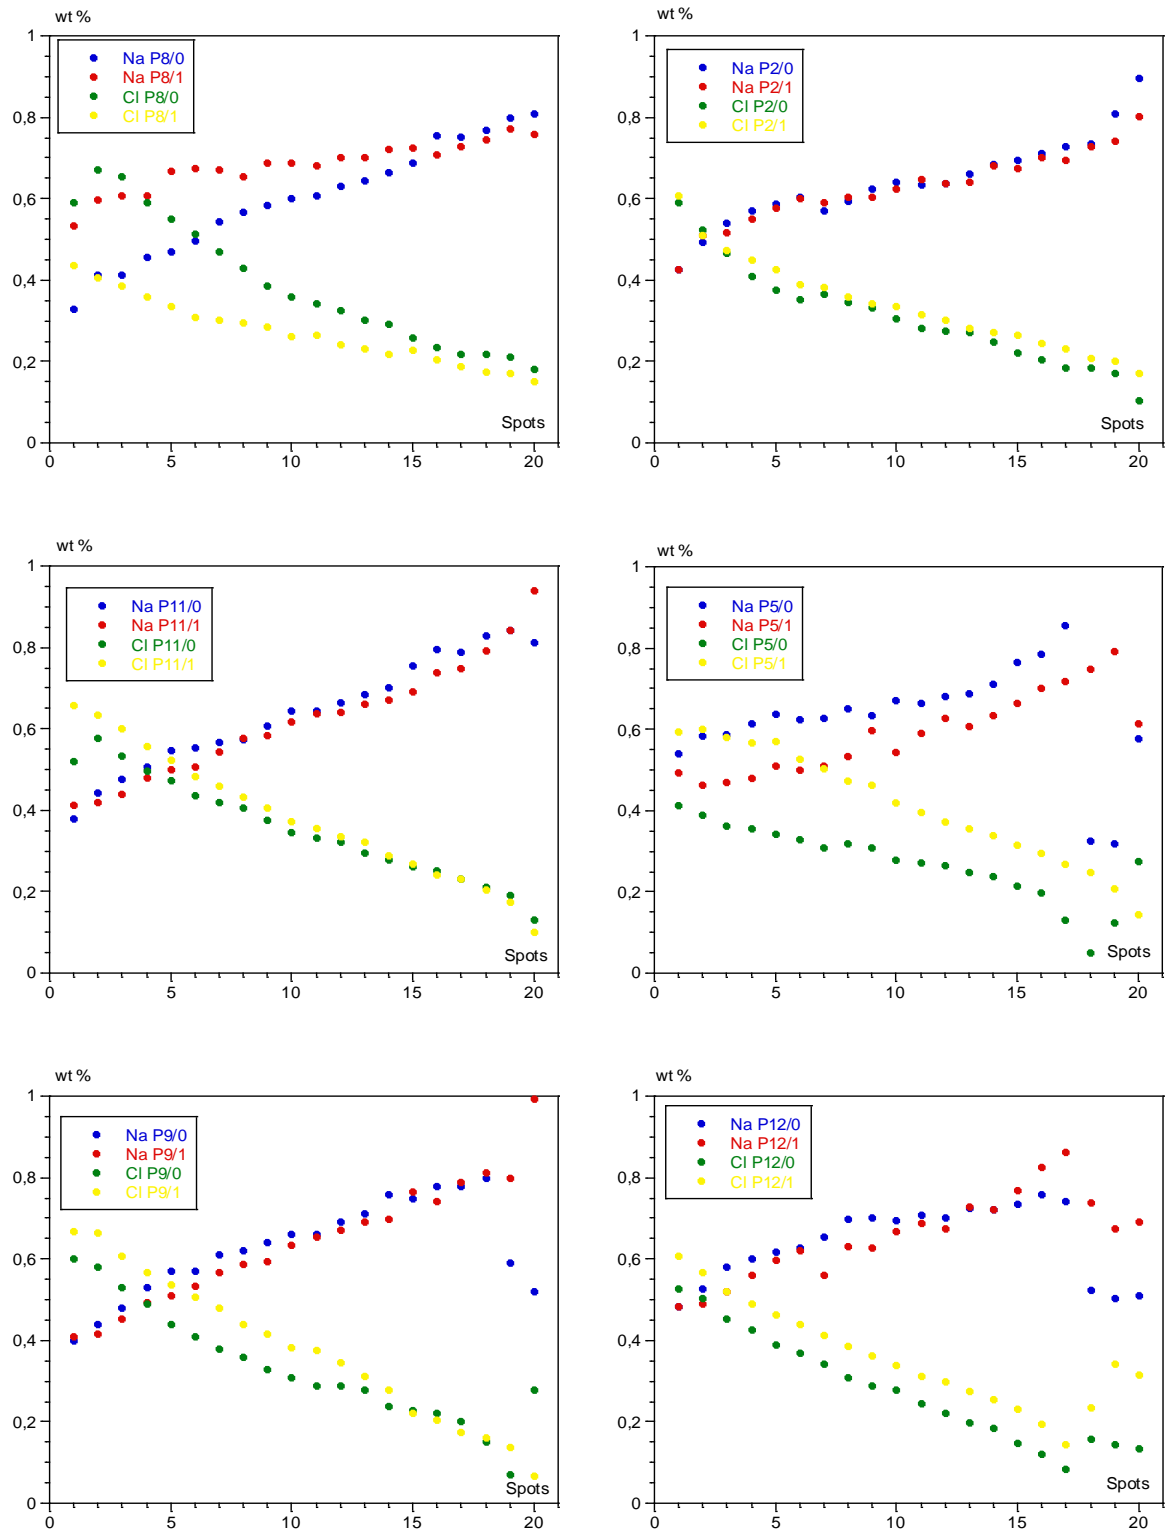 wt %
1
Na P8/0
Na P8/1
Cl P8/0
Cl P8/1
0,8
0,6
0,4
0,2
Spots
0
0 5 10 15 20
wt %
1
Na P2/0
Na P2/1
Cl P2/0
Cl P2/1
0,8
0,6
0,4
0,2
Spots
0
0 5 10 15 20
wt %
1
Na P11/0
Na P11/1
Cl P11/0
Cl P11/1
0,8
0,6
0,4
0,2
Spots
0
0 5 10 15 20
wt %
1
Na P5/0
Na P5/1
Cl P5/0
Cl P5/1
0,8
0,6
0,4
0,2
Spots
0
0 5 10 15 20
wt %
1
Na P9/0
Na P9/1
Cl P9/0
Cl P9/1
0,8
0,6
0,4
0,2
Spots
0
0 5 10 15 20
wt %
1
Na P12/0
Na P12/1
Cl P12/0
Cl P12/1
0,8
0,6
0,4
0,2
Spots
0
0 5 10 15 20